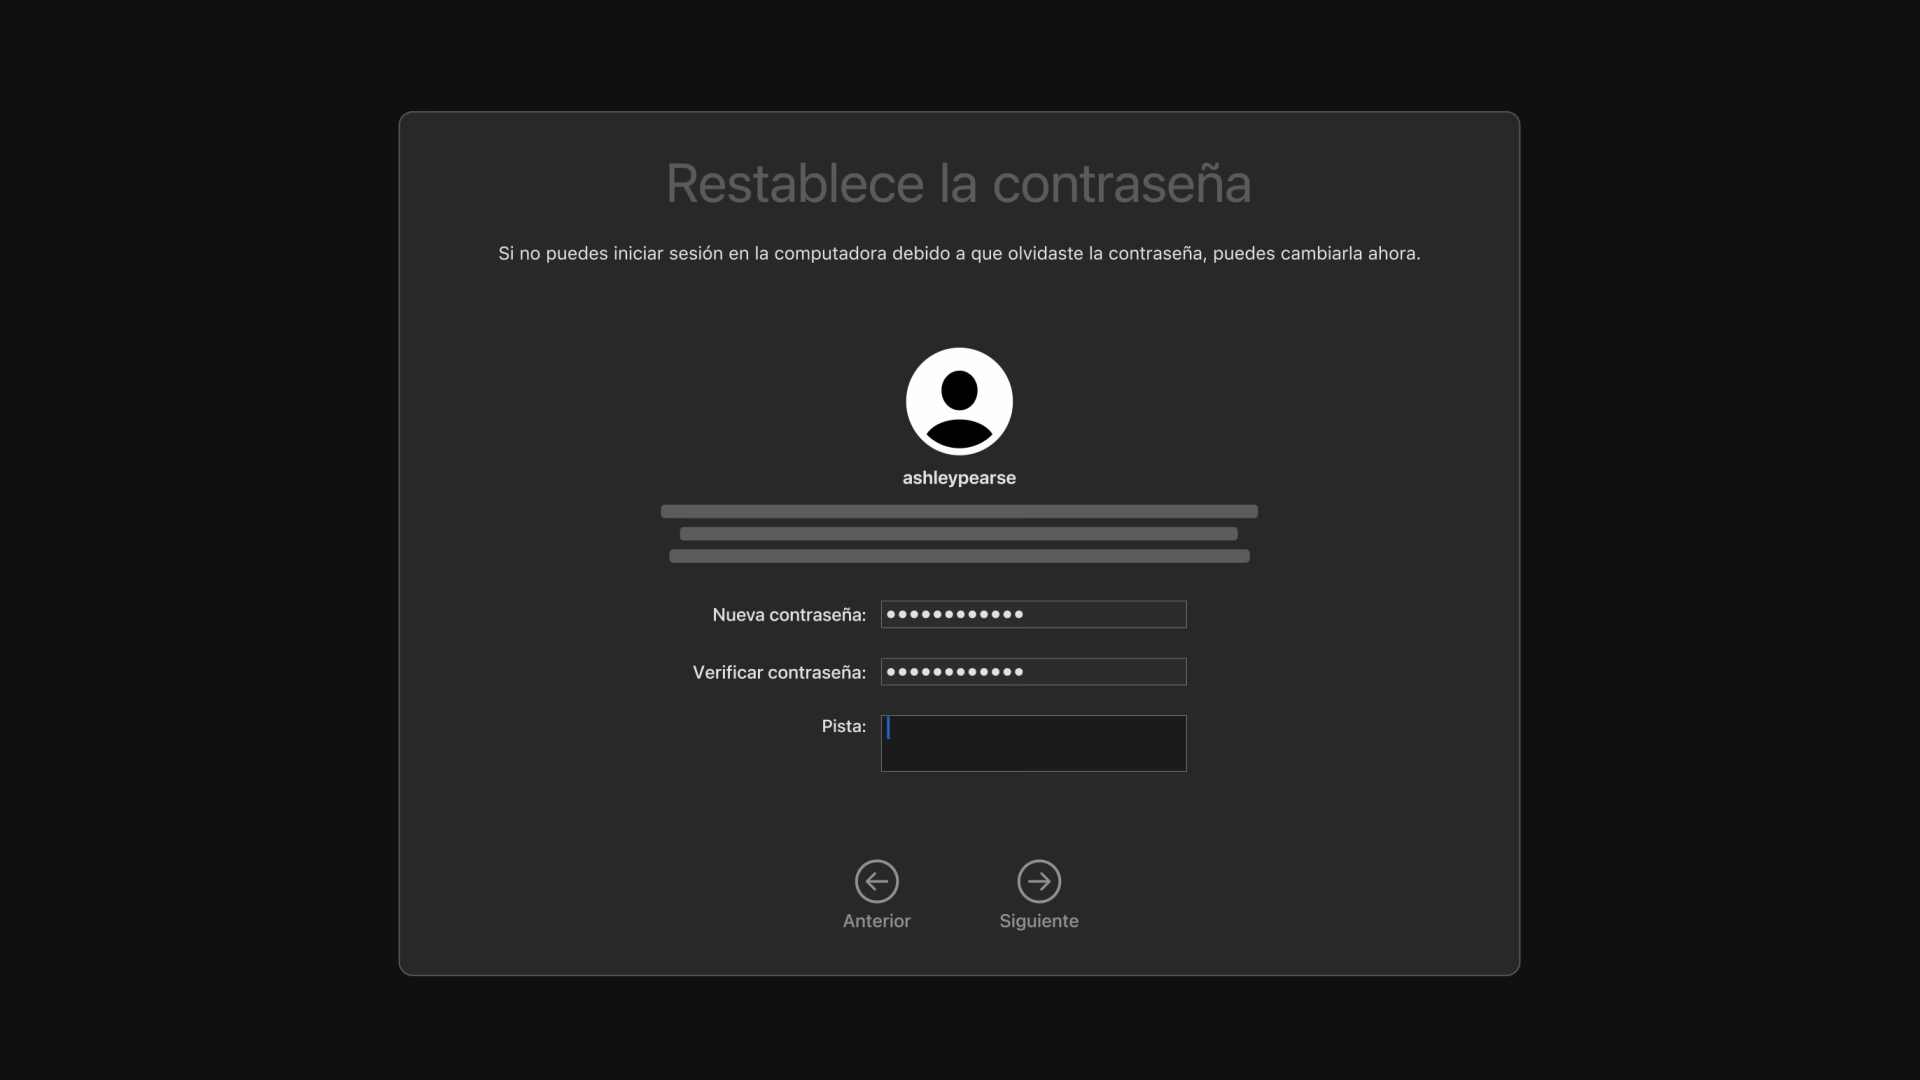 Restablece la contraseña
Si no puedes iniciar sesión en la computadora debido a que olvidaste la contraseña, puedes cambiarla ahora.
ashleypearse
Nueva contraseña: ●●●●●●●●●●●●
Verificar contraseña: ●●●●●●●●●●●●
Pista:
Anterior
Siguiente